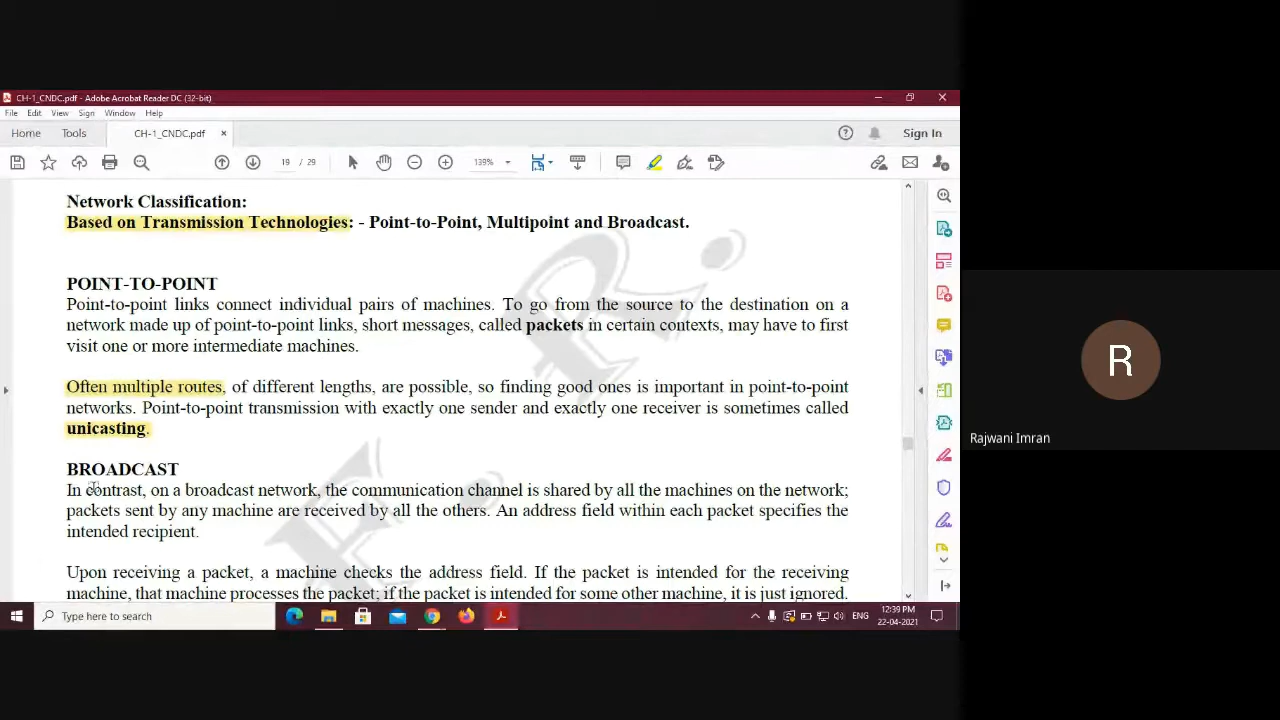 CH-1_CNDC.pdf - Adobe Acrobat Reader DC (32-bit)
File Edit View Sign Window Help
Home Tools CH-1_CNDC.pdf × Sign In
19 / 29 139%
Network Classification:
Based on Transmission Technologies: - Point-to-Point, Multipoint and Broadcast.
POINT-TO-POINT
Point-to-point links connect individual pairs of machines. To go from the source to the destination on a
network made up of point-to-point links, short messages, called packets in certain contexts, may have to first
visit one or more intermediate machines.
Often multiple routes, of different lengths, are possible, so finding good ones is important in point-to-point
networks. Point-to-point transmission with exactly one sender and exactly one receiver is sometimes called
unicasting.
BROADCAST
In contrast, on a broadcast network, the communication channel is shared by all the machines on the network;
packets sent by any machine are received by all the others. An address field within each packet specifies the
intended recipient.
Upon receiving a packet, a machine checks the address field. If the packet is intended for the receiving
machine, that machine processes the packet; if the packet is intended for some other machine, it is just ignored.
R
Rajwani Imran
Type here to search
ENG
12:39 PM
22-04-2021